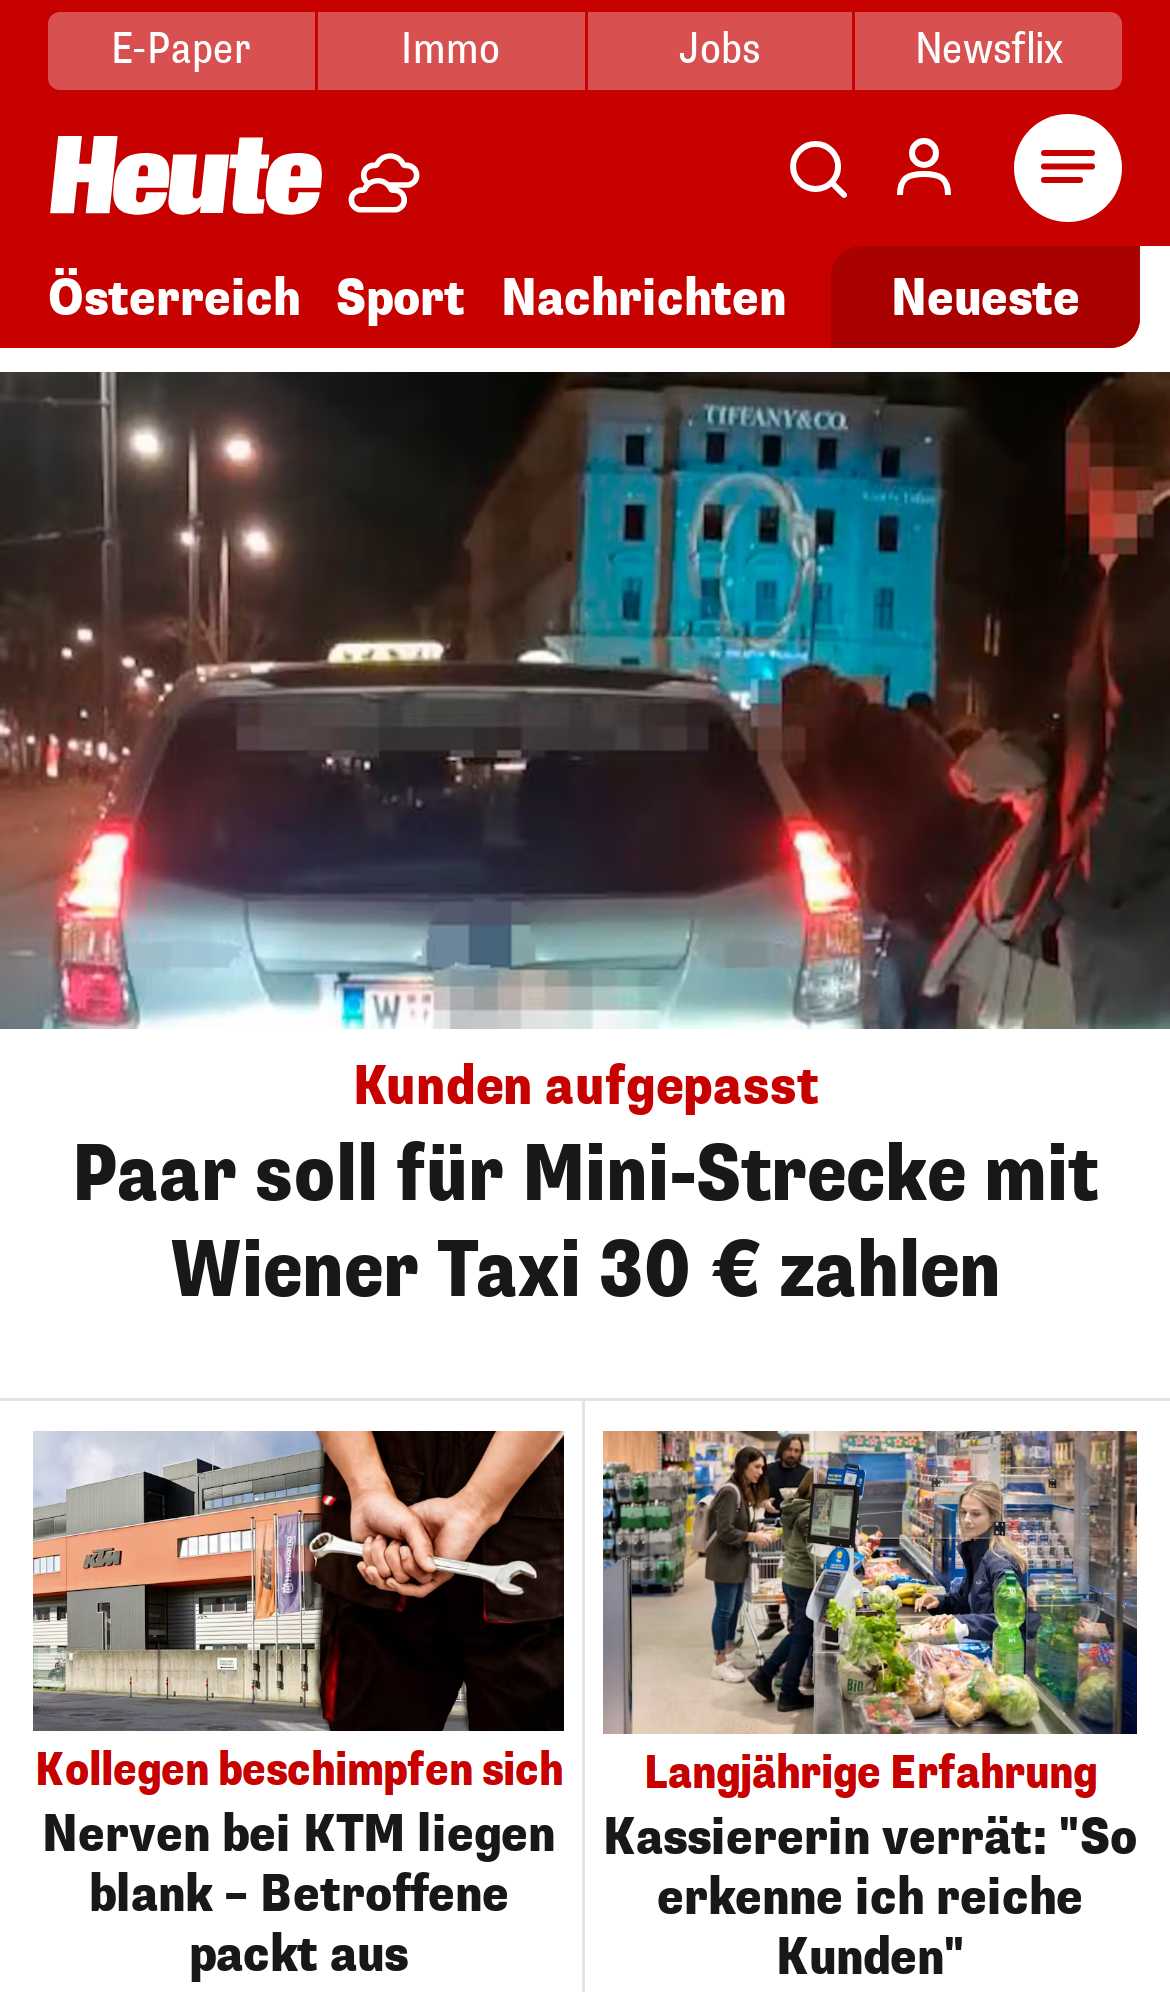 E-Paper
Immo
Jobs
Newsflix
Heute
Österreich
Sport
Nachrichten
Neueste
TIFFANY&CO.
W
Kunden aufgepasst
Paar soll für Mini-Strecke mit
Wiener Taxi 30 € zahlen
KTM
Kollegen beschimpfen sich
Nerven bei KTM liegen
blank – Betroffene
packt aus
Bio
Langjährige Erfahrung
Kassiererin verrät: "So
erkenne ich reiche
Kunden"